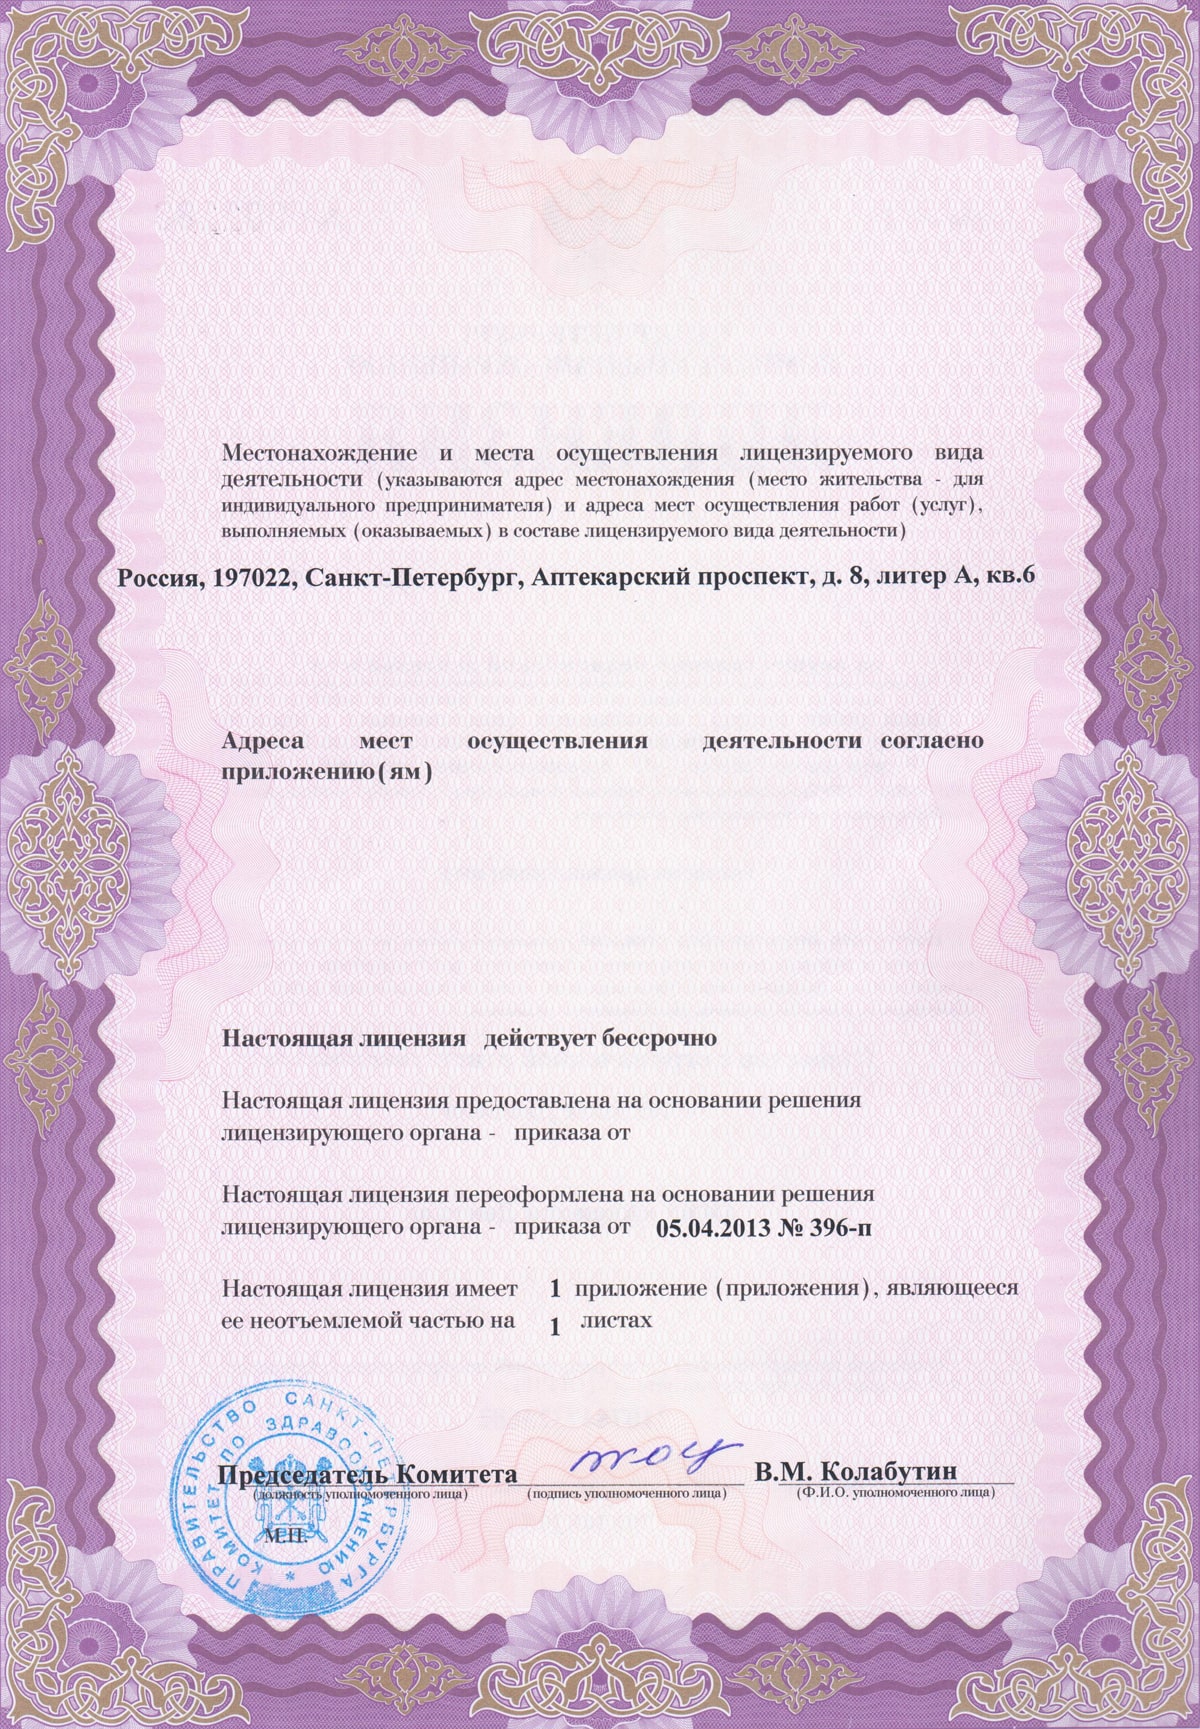 Местонахождение и места осуществления лицензируемого вида
деятельности (указываются адрес местонахождения (место жительства - для
индивидуального предпринимателя) и адреса мест осуществления работ (услуг),
выполняемых (оказываемых) в составе лицензируемого вида деятельности)
Россия, 197022, Санкт-Петербург, Аптекарский проспект, д. 8, литер А, кв.6
Адреса мест осуществления деятельности согласно
приложению(ям)
Настоящая лицензия действует бессрочно
Настоящая лицензия предоставлена на основании решения
лицензирующего органа - приказа от
Настоящая лицензия переоформлена на основании решения
лицензирующего органа - приказа от 05.04.2013 № 396-п
Настоящая лицензия имеет 1 приложение (приложения), являющееся
ее неотъемлемой частью на 1 листах
ПРАВИТЕЛЬСТВО САНКТ-ПЕТЕРБУРГА
КОМИТЕТ ПО ЗДРАВООХРАНЕНИЮ
Председатель Комитета В.М. Колабутин
(должность уполномоченного лица) (подпись уполномоченного лица) (Ф.И.О. уполномоченного лица)
М.П.